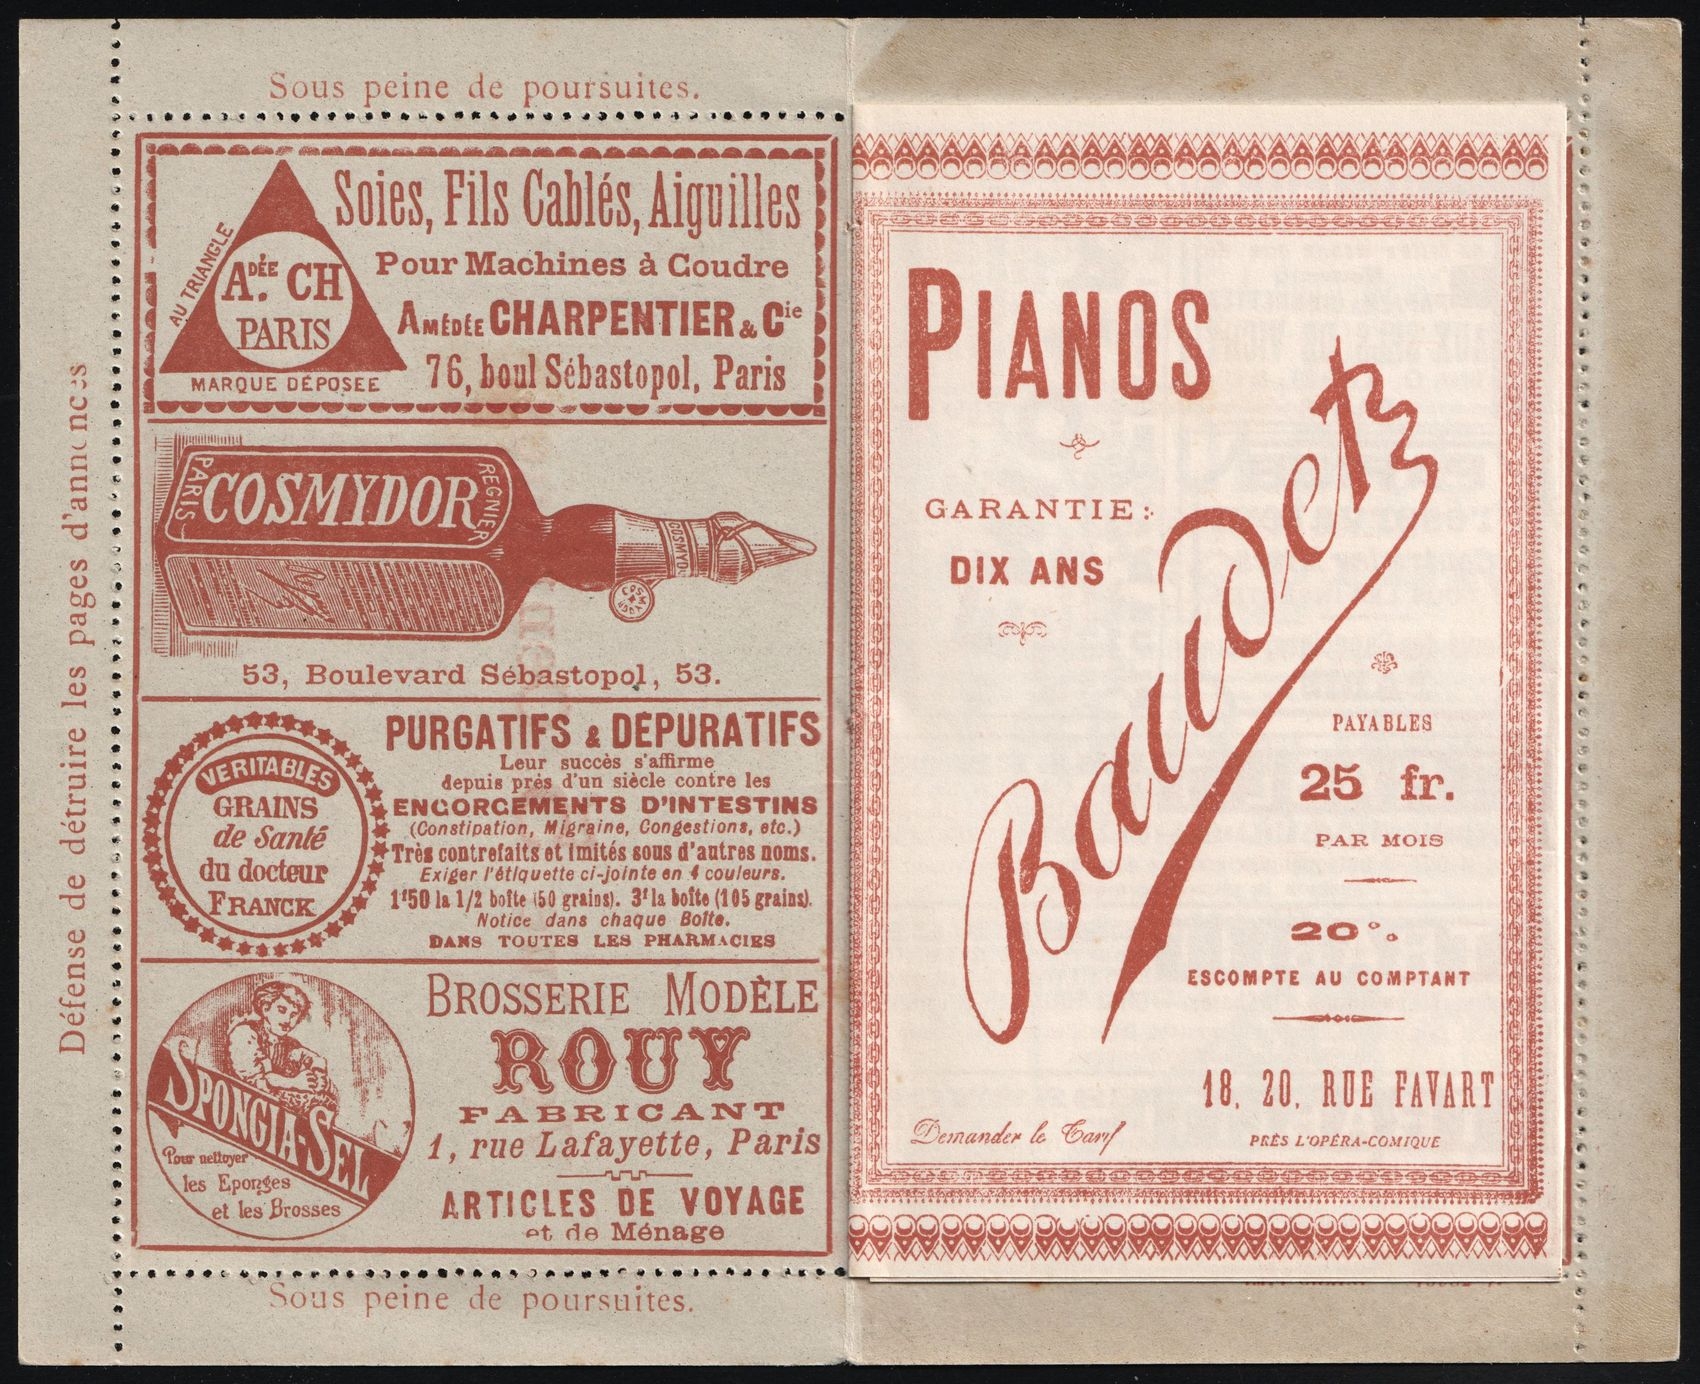 Sous peine de poursuites.
Défense de détruire les pages d'annonces
AU TRIANGLE
ADÉE. CH
PARIS
MARQUE DÉPOSÉE
Soies, Fils Cablés, Aiguilles
Pour Machines à Coudre
AMÉDÉE CHARPENTIER & Cie
76, boul Sébastopol, Paris
PARIS
COSMYDOR
REGNIER
COSMYD
COSMYDOR
53, Boulevard Sébastopol, 53.
VERITABLES
GRAINS
de Santé
du docteur
FRANCK
PURGATIFS & DÉPURATIFS
Leur succès s'affirme
depuis près d'un siècle contre les
ENGORGEMENTS D'INTESTINS
(Constipation, Migraine, Congestions, etc.)
Très contrefaits et imités sous d'autres noms.
Exiger l'étiquette ci-jointe en 4 couleurs.
1f50 la 1/2 boîte (50 grains). 3f la boîte (105 grains).
Notice dans chaque Boîte.
DANS TOUTES LES PHARMACIES
SPONGIA-SEL
Pour nettoyer
les Eponges
et les Brosses
BROSSERIE MODÈLE
ROUY
FABRICANT
1, rue Lafayette, Paris
ARTICLES DE VOYAGE
et de Ménage
Sous peine de poursuites.
PIANOS
GARANTIE:
DIX ANS
Baudet
PAYABLES
25 fr.
PAR MOIS
20%
ESCOMPTE AU COMPTANT
18, 20, RUE FAVART
PRÈS L'OPÉRA-COMIQUE
Demander le Tarif